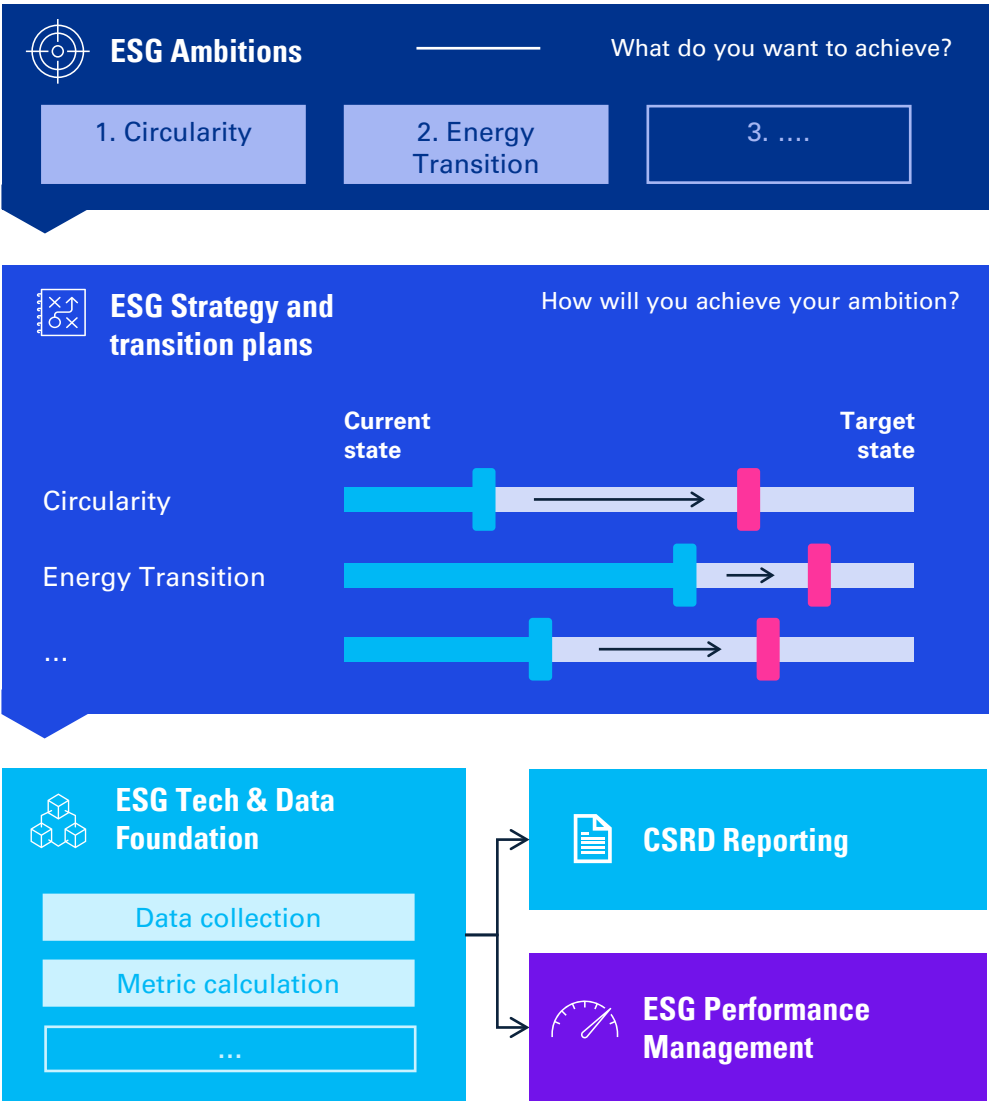 ESG Ambitions
What do you want to achieve?
1. Circularity
2. Energy
Transition
3. ....
ESG Strategy and
transition plans
How will you achieve your ambition?
Current
state
Target
state
Circularity
Energy Transition
...
ESG Tech & Data
Foundation
Data collection
Metric calculation
...
CSRD Reporting
ESG Performance
Management